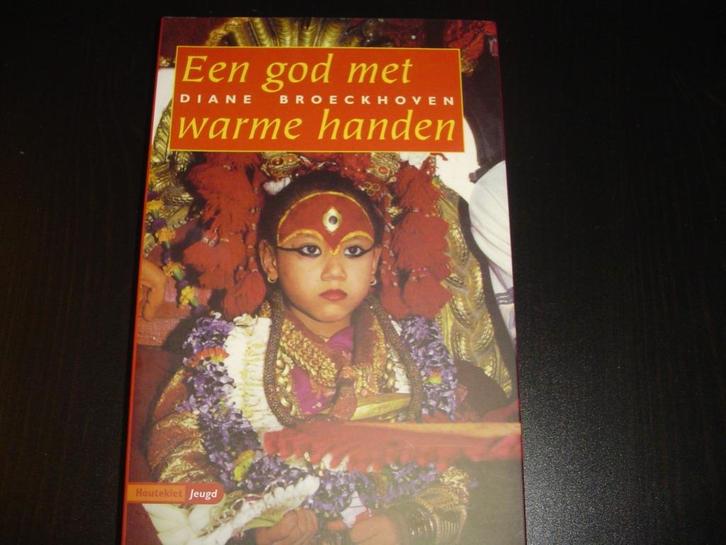 Een god met
DIANE BROECKHOVEN
warme handen
Houtekiet Jeugd